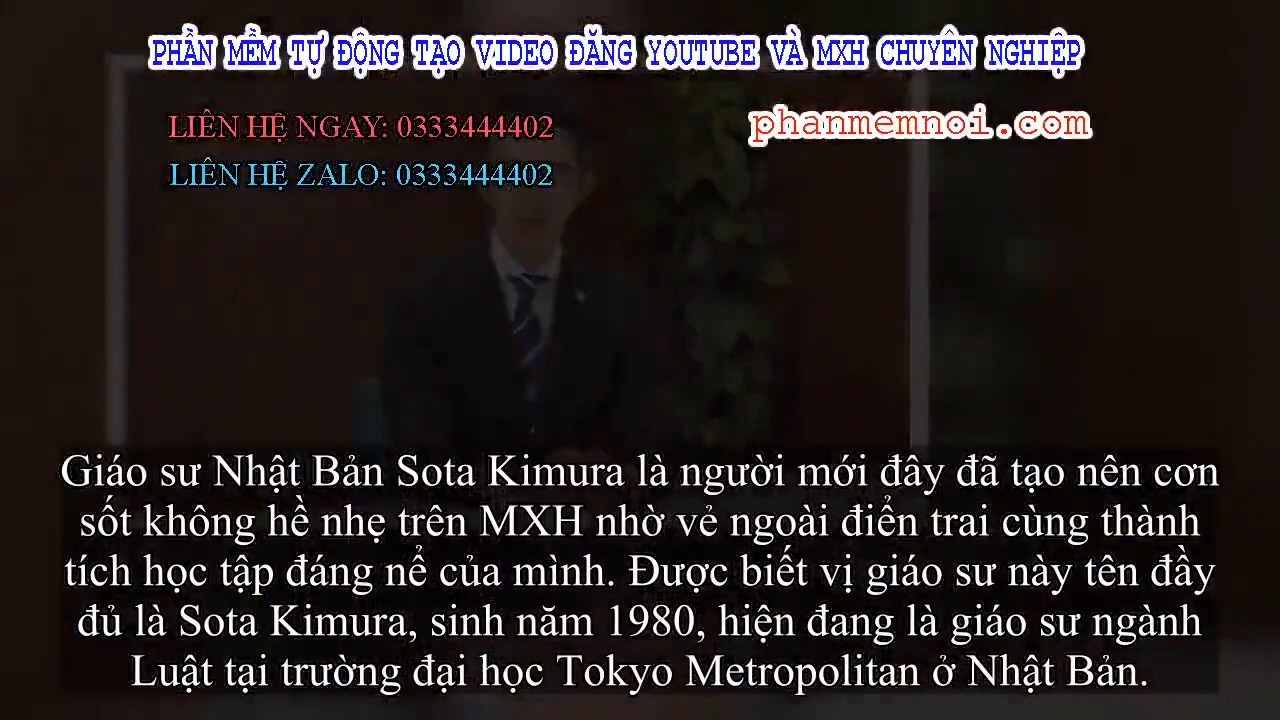 PHẦN MỀM TỰ ĐỘNG TẠO VIDEO ĐĂNG YOUTUBE VÀ MXH CHUYÊN NGHIỆP
LIÊN HỆ NGAY: 0333444402
phanmemnoi.com
LIÊN HỆ ZALO: 0333444402
Giáo sư Nhật Bản Sota Kimura là người mới đây đã tạo nên cơn
sốt không hề nhẹ trên MXH nhờ vẻ ngoài điển trai cùng thành
tích học tập đáng nể của mình. Được biết vị giáo sư này tên đầy
đủ là Sota Kimura, sinh năm 1980, hiện đang là giáo sư ngành
Luật tại trường đại học Tokyo Metropolitan ở Nhật Bản.